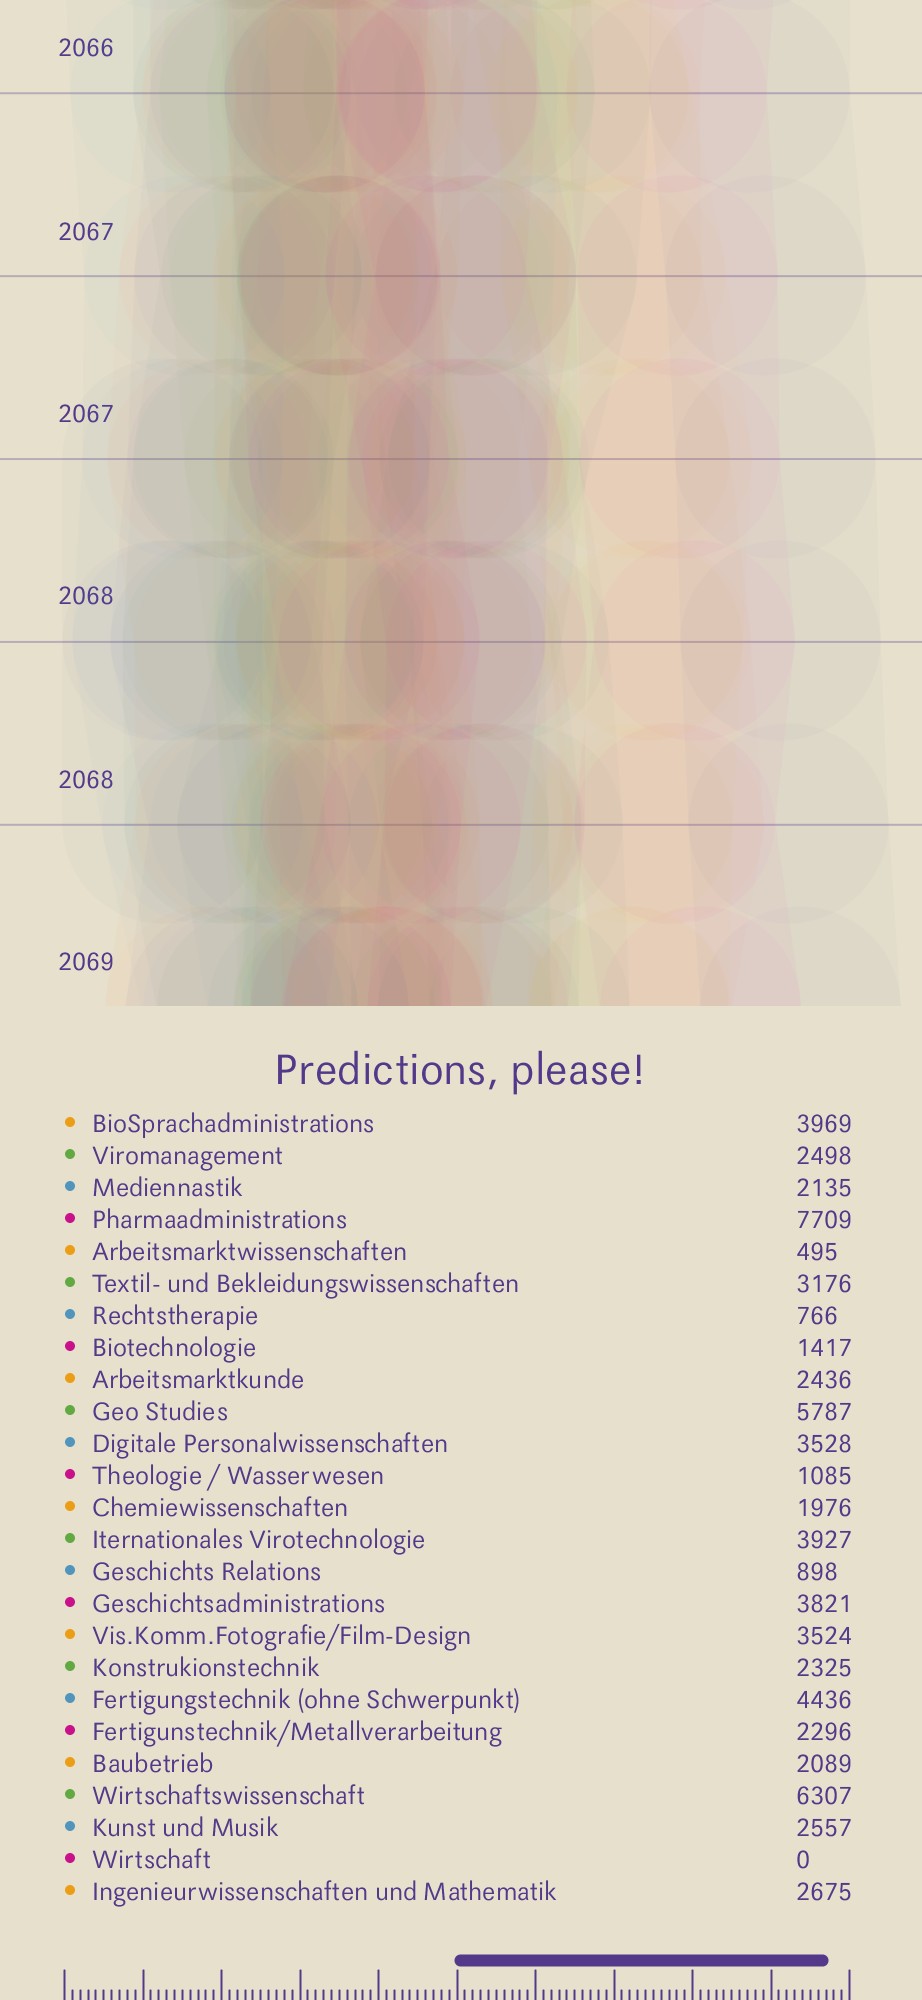 2066
2067
2067
2068
2068
2069
Predictions, please!
BioSprachadministrations 3969
Viromanagement 2498
Mediennastik 2135
Pharmaadministrations 7709
Arbeitsmarktwissenschaften 495
Textil- und Bekleidungswissenschaften 3176
Rechtstherapie 766
Biotechnologie 1417
Arbeitsmarktkunde 2436
Geo Studies 5787
Digitale Personalwissenschaften 3528
Theologie / Wasserwesen 1085
Chemiewissenschaften 1976
Iternationales Virotechnologie 3927
Geschichts Relations 898
Geschichtsadministrations 3821
Vis.Komm.Fotografie/Film-Design 3524
Konstrukionstechnik 2325
Fertigungstechnik (ohne Schwerpunkt) 4436
Fertigunstechnik/Metallverarbeitung 2296
Baubetrieb 2089
Wirtschaftswissenschaft 6307
Kunst und Musik 2557
Wirtschaft 0
Ingenieurwissenschaften und Mathematik 2675